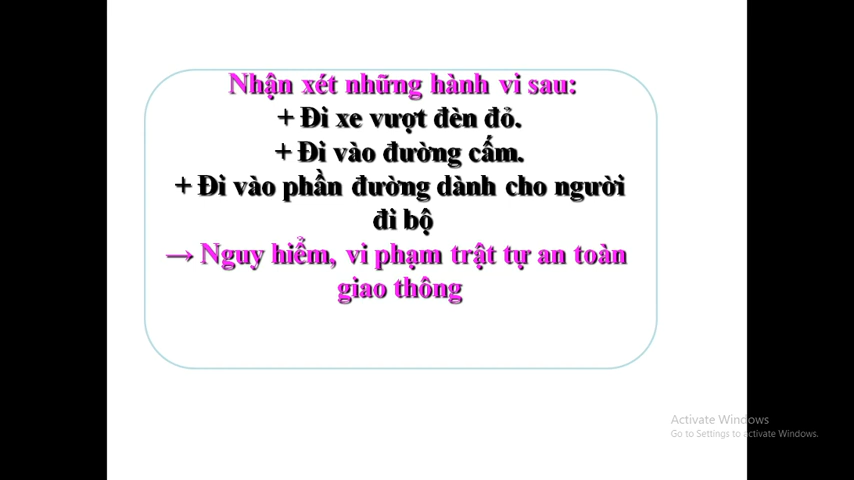 Nhận xét những hành vi sau:
+ Đi xe vượt đèn đỏ.
+ Đi vào đường cấm.
+ Đi vào phần đường dành cho người
đi bộ
→ Nguy hiểm, vi phạm trật tự an toàn
giao thông
Activate Windows
Go to Settings to activate Windows.